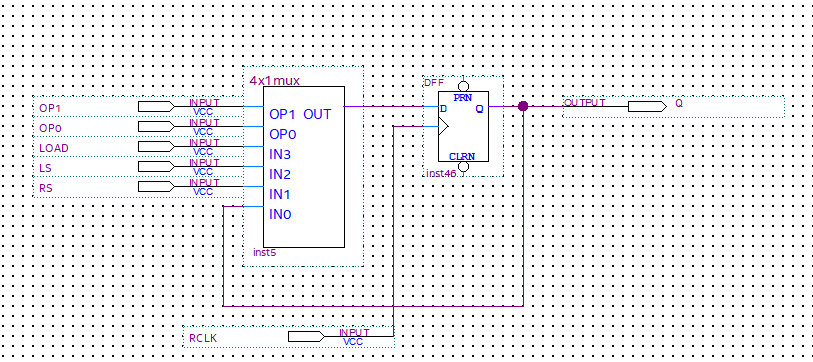 4x1mux
DFF
OP1
INPUT
VCC
OP1 OUT
PRN
D
Q
OUTPUT
Q
OP0
INPUT
VCC
OP0
LOAD
INPUT
VCC
IN3
LS
INPUT
VCC
IN2
CLRN
RS
INPUT
VCC
IN1
inst46
IN0
inst5
RCLK
INPUT
VCC